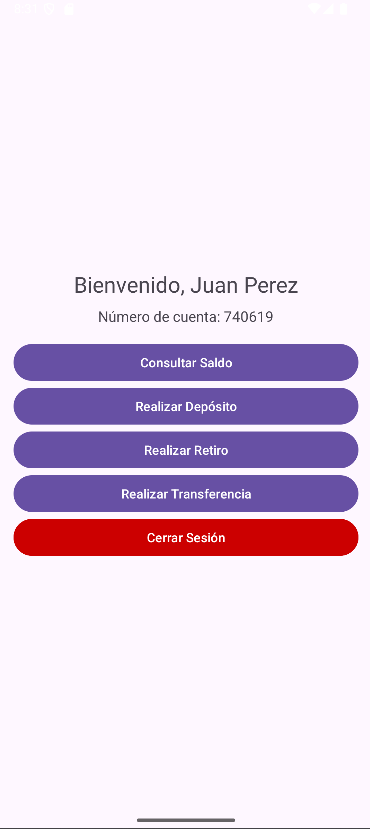 Bienvenido, Juan Perez
Número de cuenta: 740619
Consultar Saldo
Realizar Depósito
Realizar Retiro
Realizar Transferencia
Cerrar Sesión